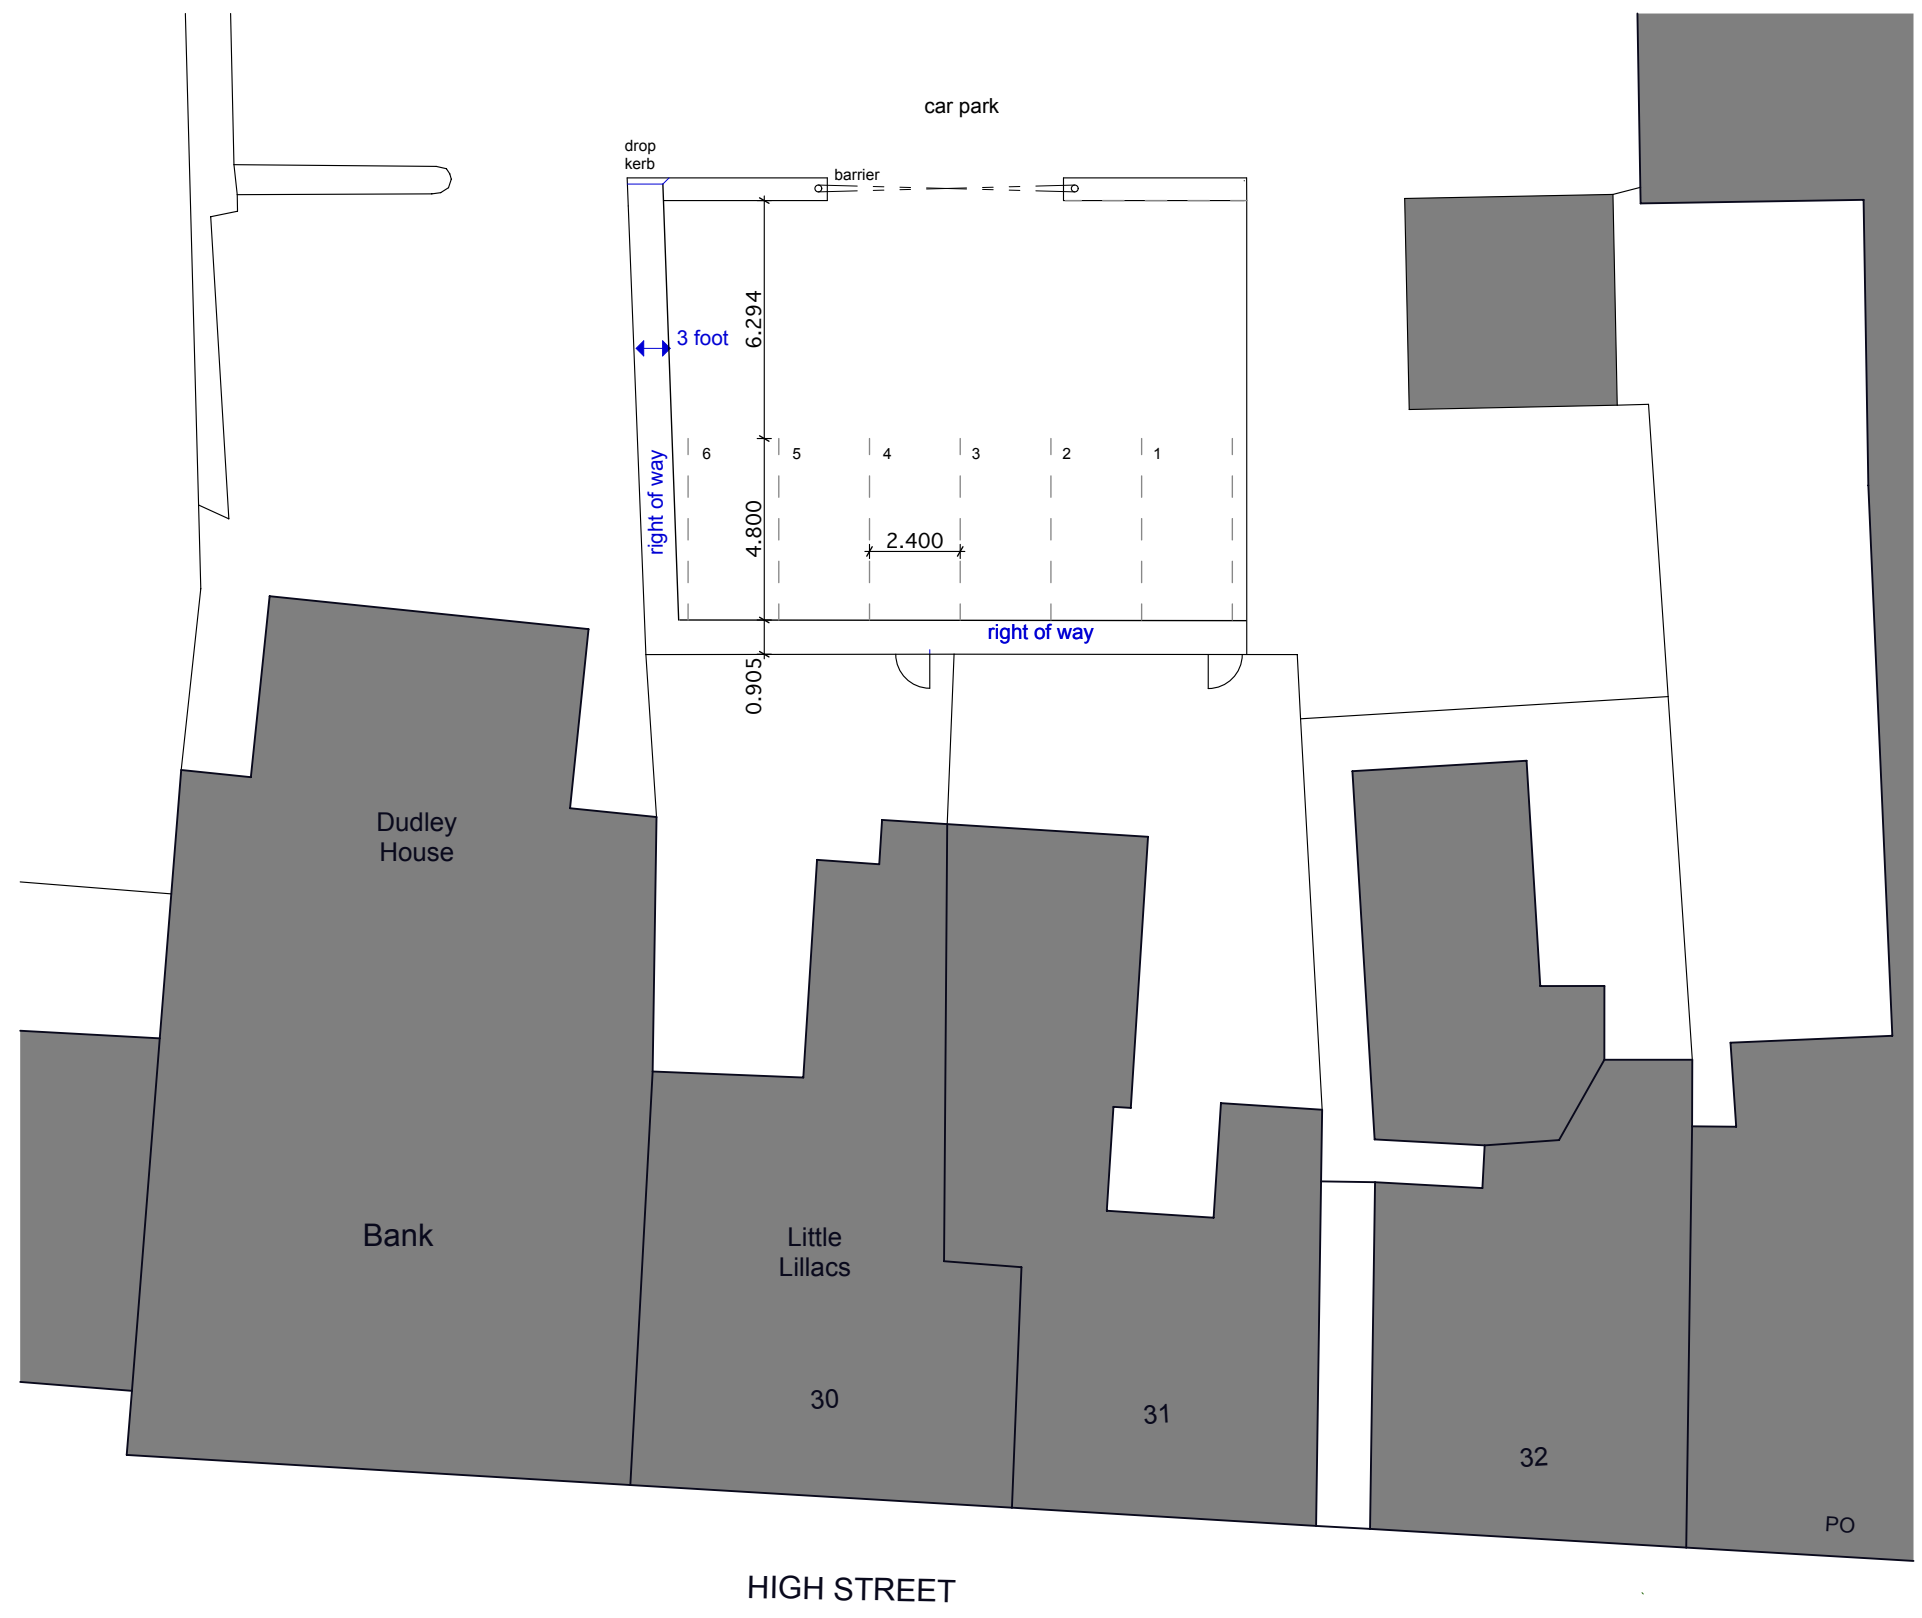 car park
drop
kerb
barrier
3 foot
6.294
6
5
4
3
2
1
right of way
4.800
2.400
right of way
0.905
Dudley
House
Bank
Little
Lillacs
30
31
32
PO
HIGH STREET